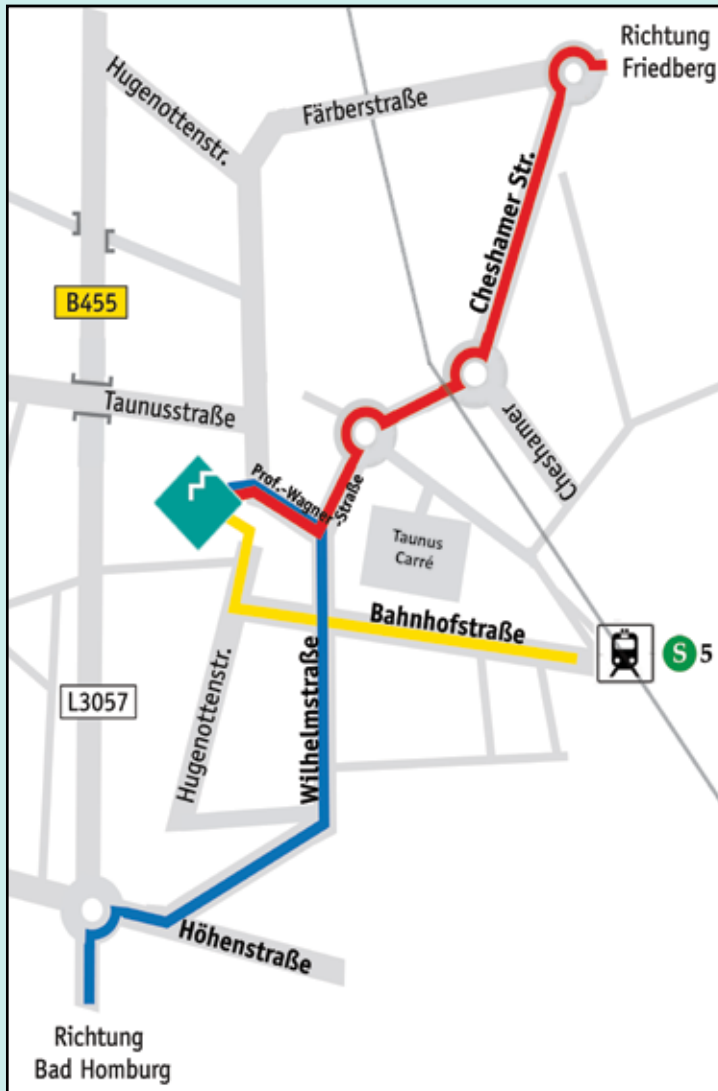 Richtung
Friedberg
Hugenottenstr.
Färberstraße
Cheshamer Str.
B455
Taunusstraße
Cheshamer
Prof.-Wagner
-Straße
Taunus
Carré
Bahnhofstraße
S 5
L3057
Hugenottenstr.
Wilhelmstraße
Höhenstraße
Richtung
Bad Homburg